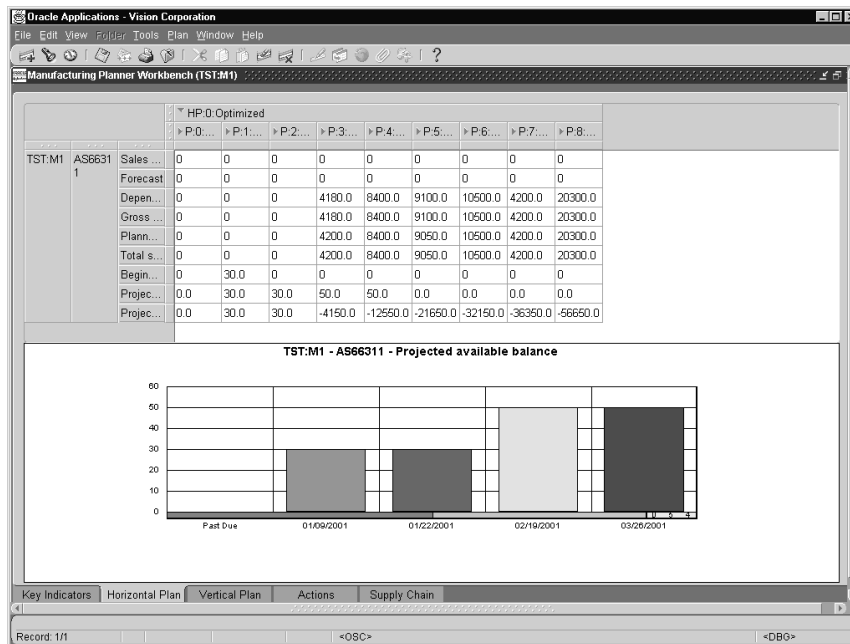 Oracle Applications - Vision Corporation
File Edit View Folder Tools Plan Window Help
Manufacturing Planner Workbench (TST:M1)
HP:0:Optimized
P:0:... P:1:... P:2:... P:3:... P:4:... P:5:... P:6:... P:7:... P:8:...
TST:M1 AS6631 Sales ... 0 0 0 0 0 0 0 0 0
1 Forecast 0 0 0 0 0 0 0 0 0
Depen... 0 0 0 4180.0 8400.0 9100.0 10500.0 4200.0 20300.0
Gross ... 0 0 0 4180.0 8400.0 9100.0 10500.0 4200.0 20300.0
Plann... 0 0 0 4200.0 8400.0 9050.0 10500.0 4200.0 20300.0
Total s... 0 0 0 4200.0 8400.0 9050.0 10500.0 4200.0 20300.0
Begin... 0 30.0 0 0 0 0 0 0 0
Projec... 0.0 30.0 30.0 50.0 50.0 0.0 0.0 0.0 0.0
Projec... 0.0 30.0 30.0 -4150.0 -12550.0 -21650.0 -32150.0 -36350.0 -56650.0
TST:M1 - AS66311 - Projected available balance
60
50
40
30
20
10
0
Past Due 01/09/2001 01/22/2001 02/19/2001 03/26/2001
Key Indicators Horizontal Plan Vertical Plan Actions Supply Chain
Record: 1/1 <OSC> <DBG>